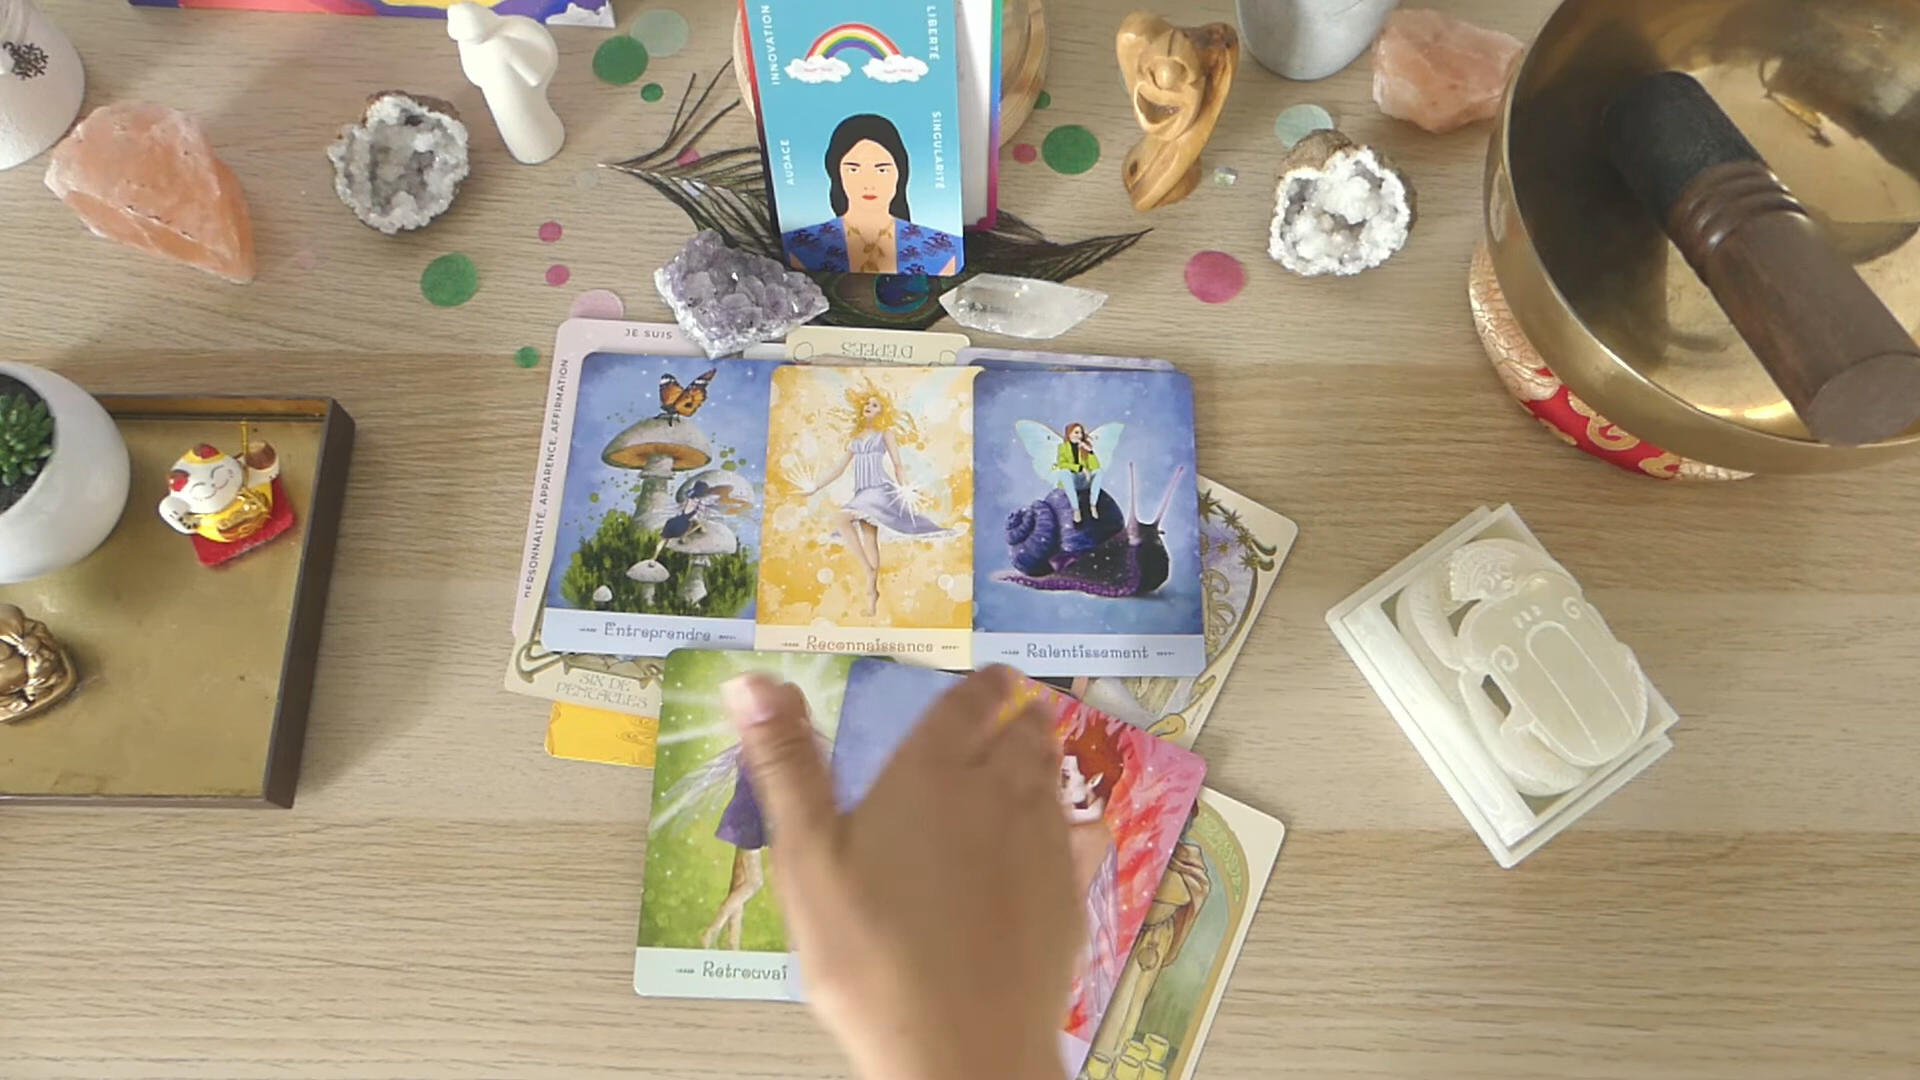 INNOVATION
LIBERTÉ
AUDACE
SINGULARITÉ
JE SUIS
PERSONNALITÉ, APPARENCE, AFFIRMATION
D'ÉPÉES
Entreprendre
Reconnaissance
Ralentissement
SIX DE
PENTACLES
Retrouvai